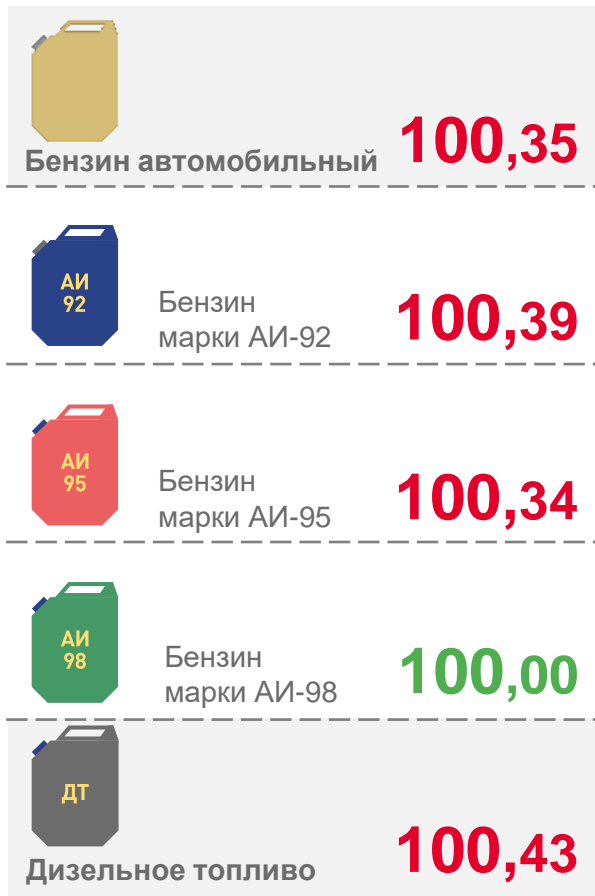 Бензин автомобильный 100,35
АИ
92
Бензин
марки АИ-92 100,39
АИ
95
Бензин
марки АИ-95 100,34
АИ
98
Бензин
марки АИ-98 100,00
ДТ
Дизельное топливо 100,43